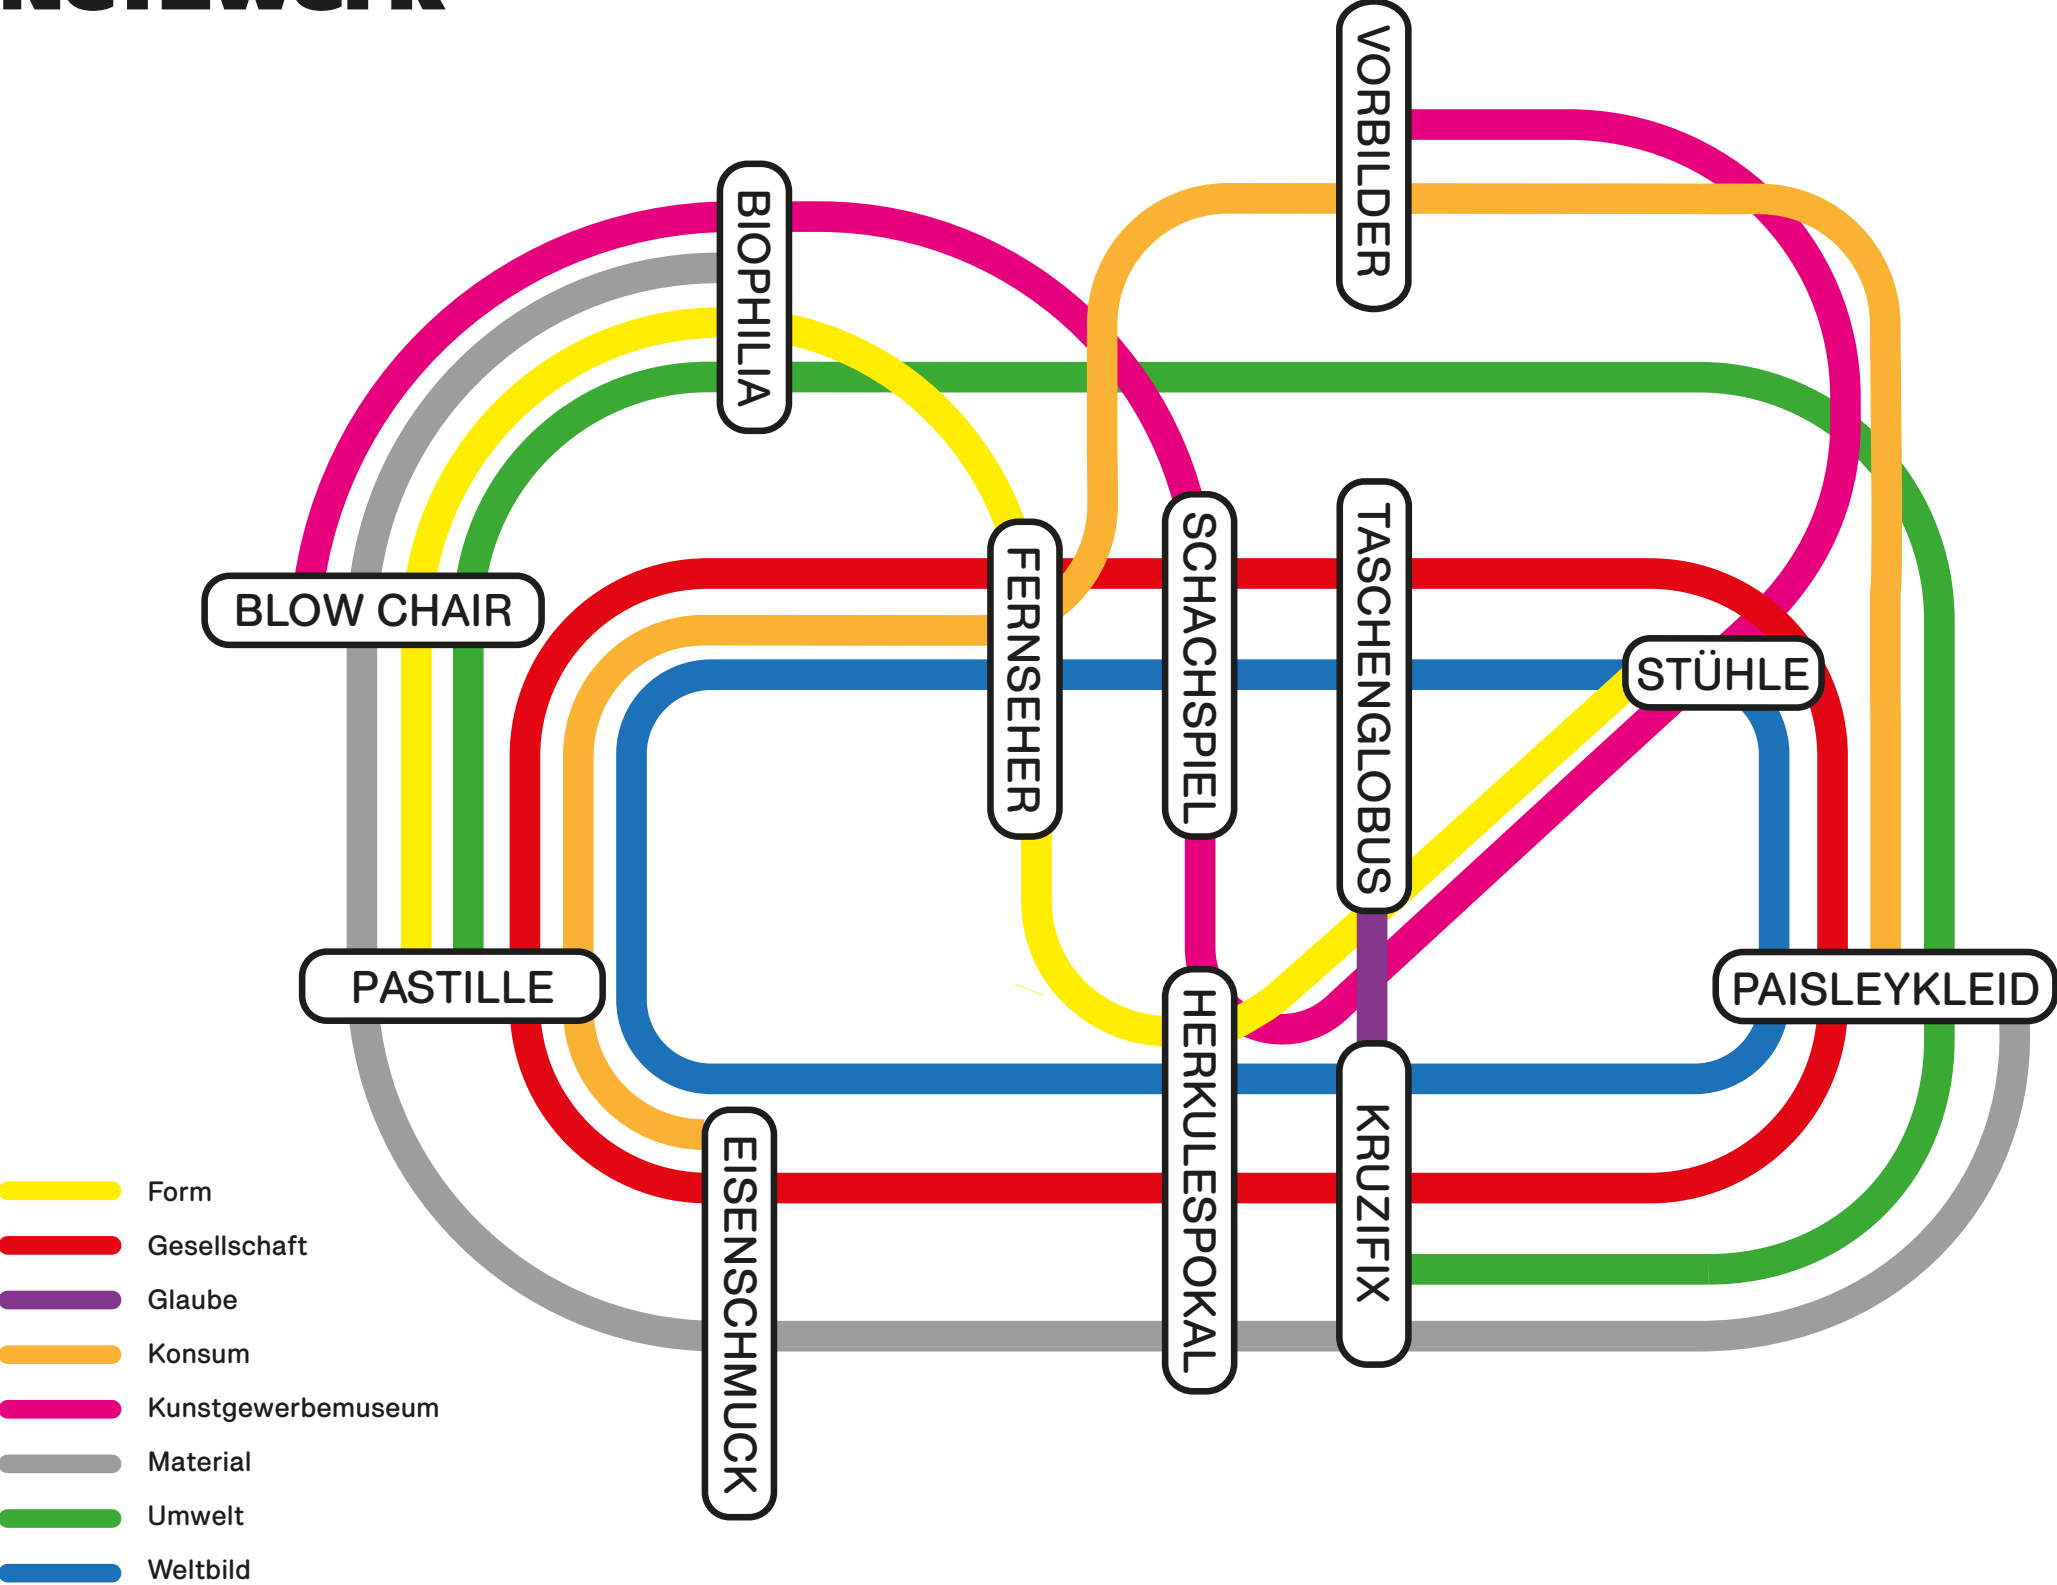 VORBILDER
BIOPHILIA
BLOW CHAIR
FERNSEHER
SCHACHSPIEL
TASCHENGLOBUS
STÜHLE
PASTILLE
PAISLEYKLEID
HERKULESPOKAL
KRUZIFIX
EISENSCHMUCK
Form
Gesellschaft
Glaube
Konsum
Kunstgewerbemuseum
Material
Umwelt
Weltbild